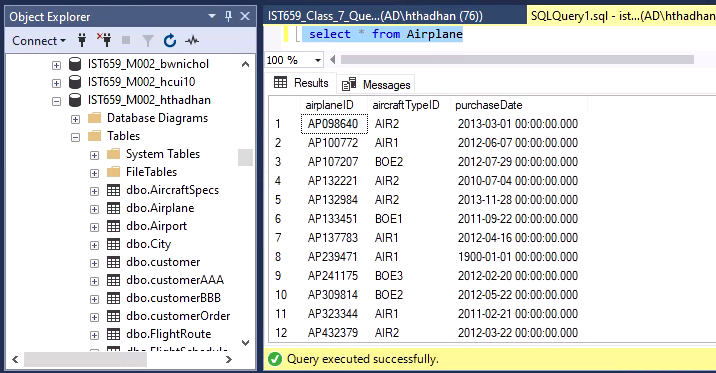 Object Explorer
Connect
IST659_M002_bwnichol
IST659_M002_hcui10
IST659_M002_hthadhan
Database Diagrams
Tables
System Tables
FileTables
dbo.AircraftSpecs
dbo.Airplane
dbo.Airport
dbo.City
dbo.customer
dbo.customerAAA
dbo.customerBBB
dbo.customerOrder
dbo.FlightRoute
dbo.FlightSchedule
IST659_Class_7_Que...(AD\hthadhan (76)) SQLQuery1.sql - ist...(AD\hthadhan
select * from Airplane
100 %
Results Messages
airplaneID aircraftTypeID purchaseDate
1 AP098640 AIR2 2013-03-01 00:00:00.000
2 AP100772 AIR1 2012-06-07 00:00:00.000
3 AP107207 BOE2 2012-07-29 00:00:00.000
4 AP132221 AIR2 2010-07-04 00:00:00.000
5 AP132984 AIR2 2013-11-28 00:00:00.000
6 AP133451 BOE1 2011-09-22 00:00:00.000
7 AP137783 AIR1 2012-04-16 00:00:00.000
8 AP239471 AIR1 1900-01-01 00:00:00.000
9 AP241175 BOE3 2012-02-20 00:00:00.000
10 AP309814 BOE2 2012-05-22 00:00:00.000
11 AP323344 AIR1 2011-02-21 00:00:00.000
12 AP432379 AIR2 2012-03-22 00:00:00.000
Query executed successfully.